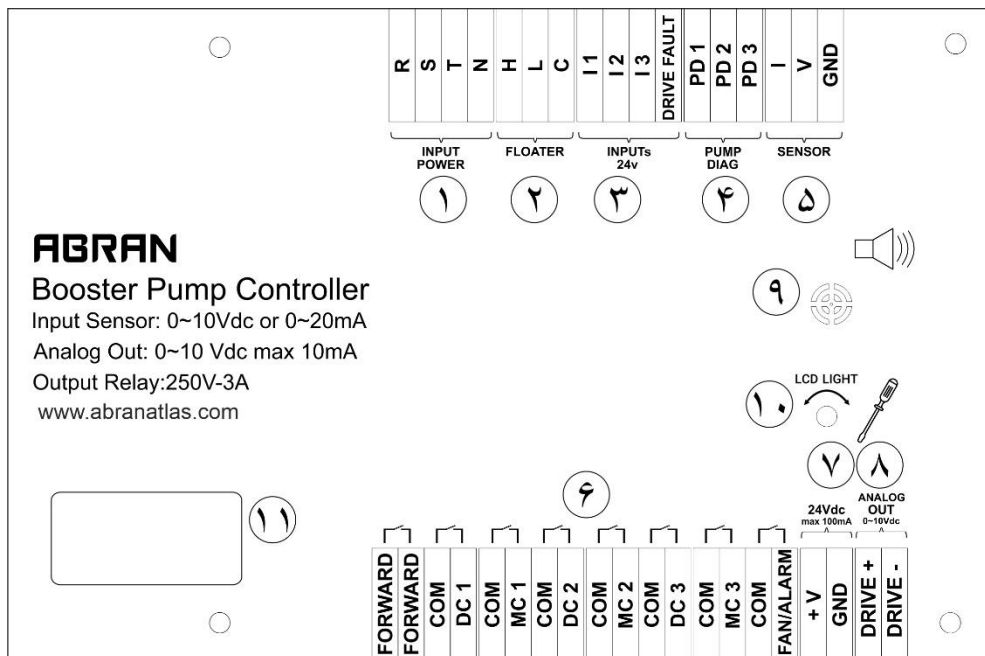 R S T N H L C I1 I2 I3 DRIVE FAULT PD 1 PD 2 PD 3 I V GND
INPUT POWER FLOATER INPUTs 24v PUMP DIAG SENSOR
۱ ۲ ۳ ۴ ۵
ABRAN
Booster Pump Controller
Input Sensor: 0~10Vdc or 0~20mA
Analog Out: 0~10 Vdc max 10mA
Output Relay:250V-3A
www.abranatlas.com
۹
LCD LIGHT
۱۰
۷ ۸
۶
۱۱
24Vdc
max 100mA
ANALOG
OUT
0~10Vdc
FORWARD FORWARD COM DC 1 COM MC 1 COM DC 2 COM MC 2 COM DC 3 COM MC 3 COM FAN/ALARM + V GND DRIVE + DRIVE -